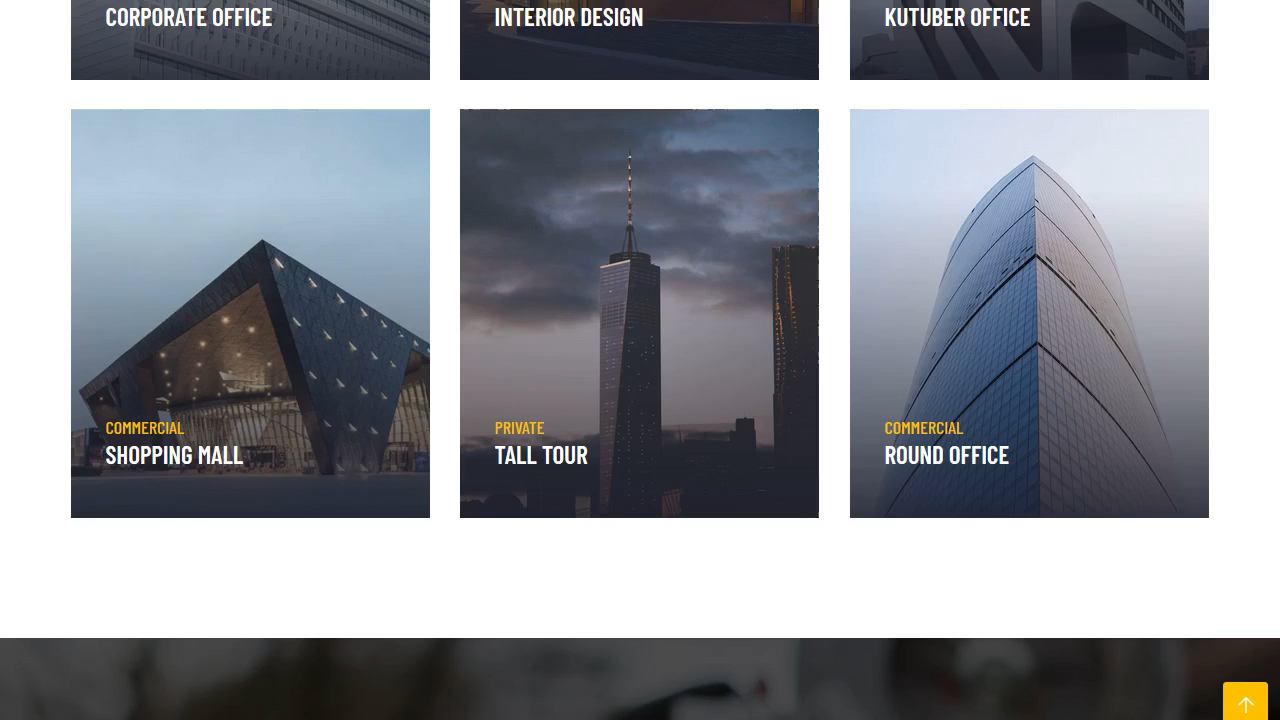 CORPORATE OFFICE
INTERIOR DESIGN
KUTUBER OFFICE
COMMERCIAL
SHOPPING MALL
PRIVATE
TALL TOUR
COMMERCIAL
ROUND OFFICE